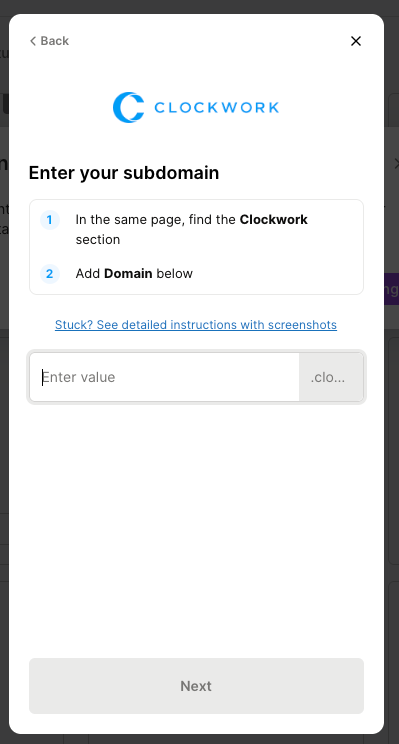 Back
CLOCKWORK
Enter your subdomain
1 In the same page, find the Clockwork
section
2 Add Domain below
Stuck? See detailed instructions with screenshots
Enter value .clo...
Next